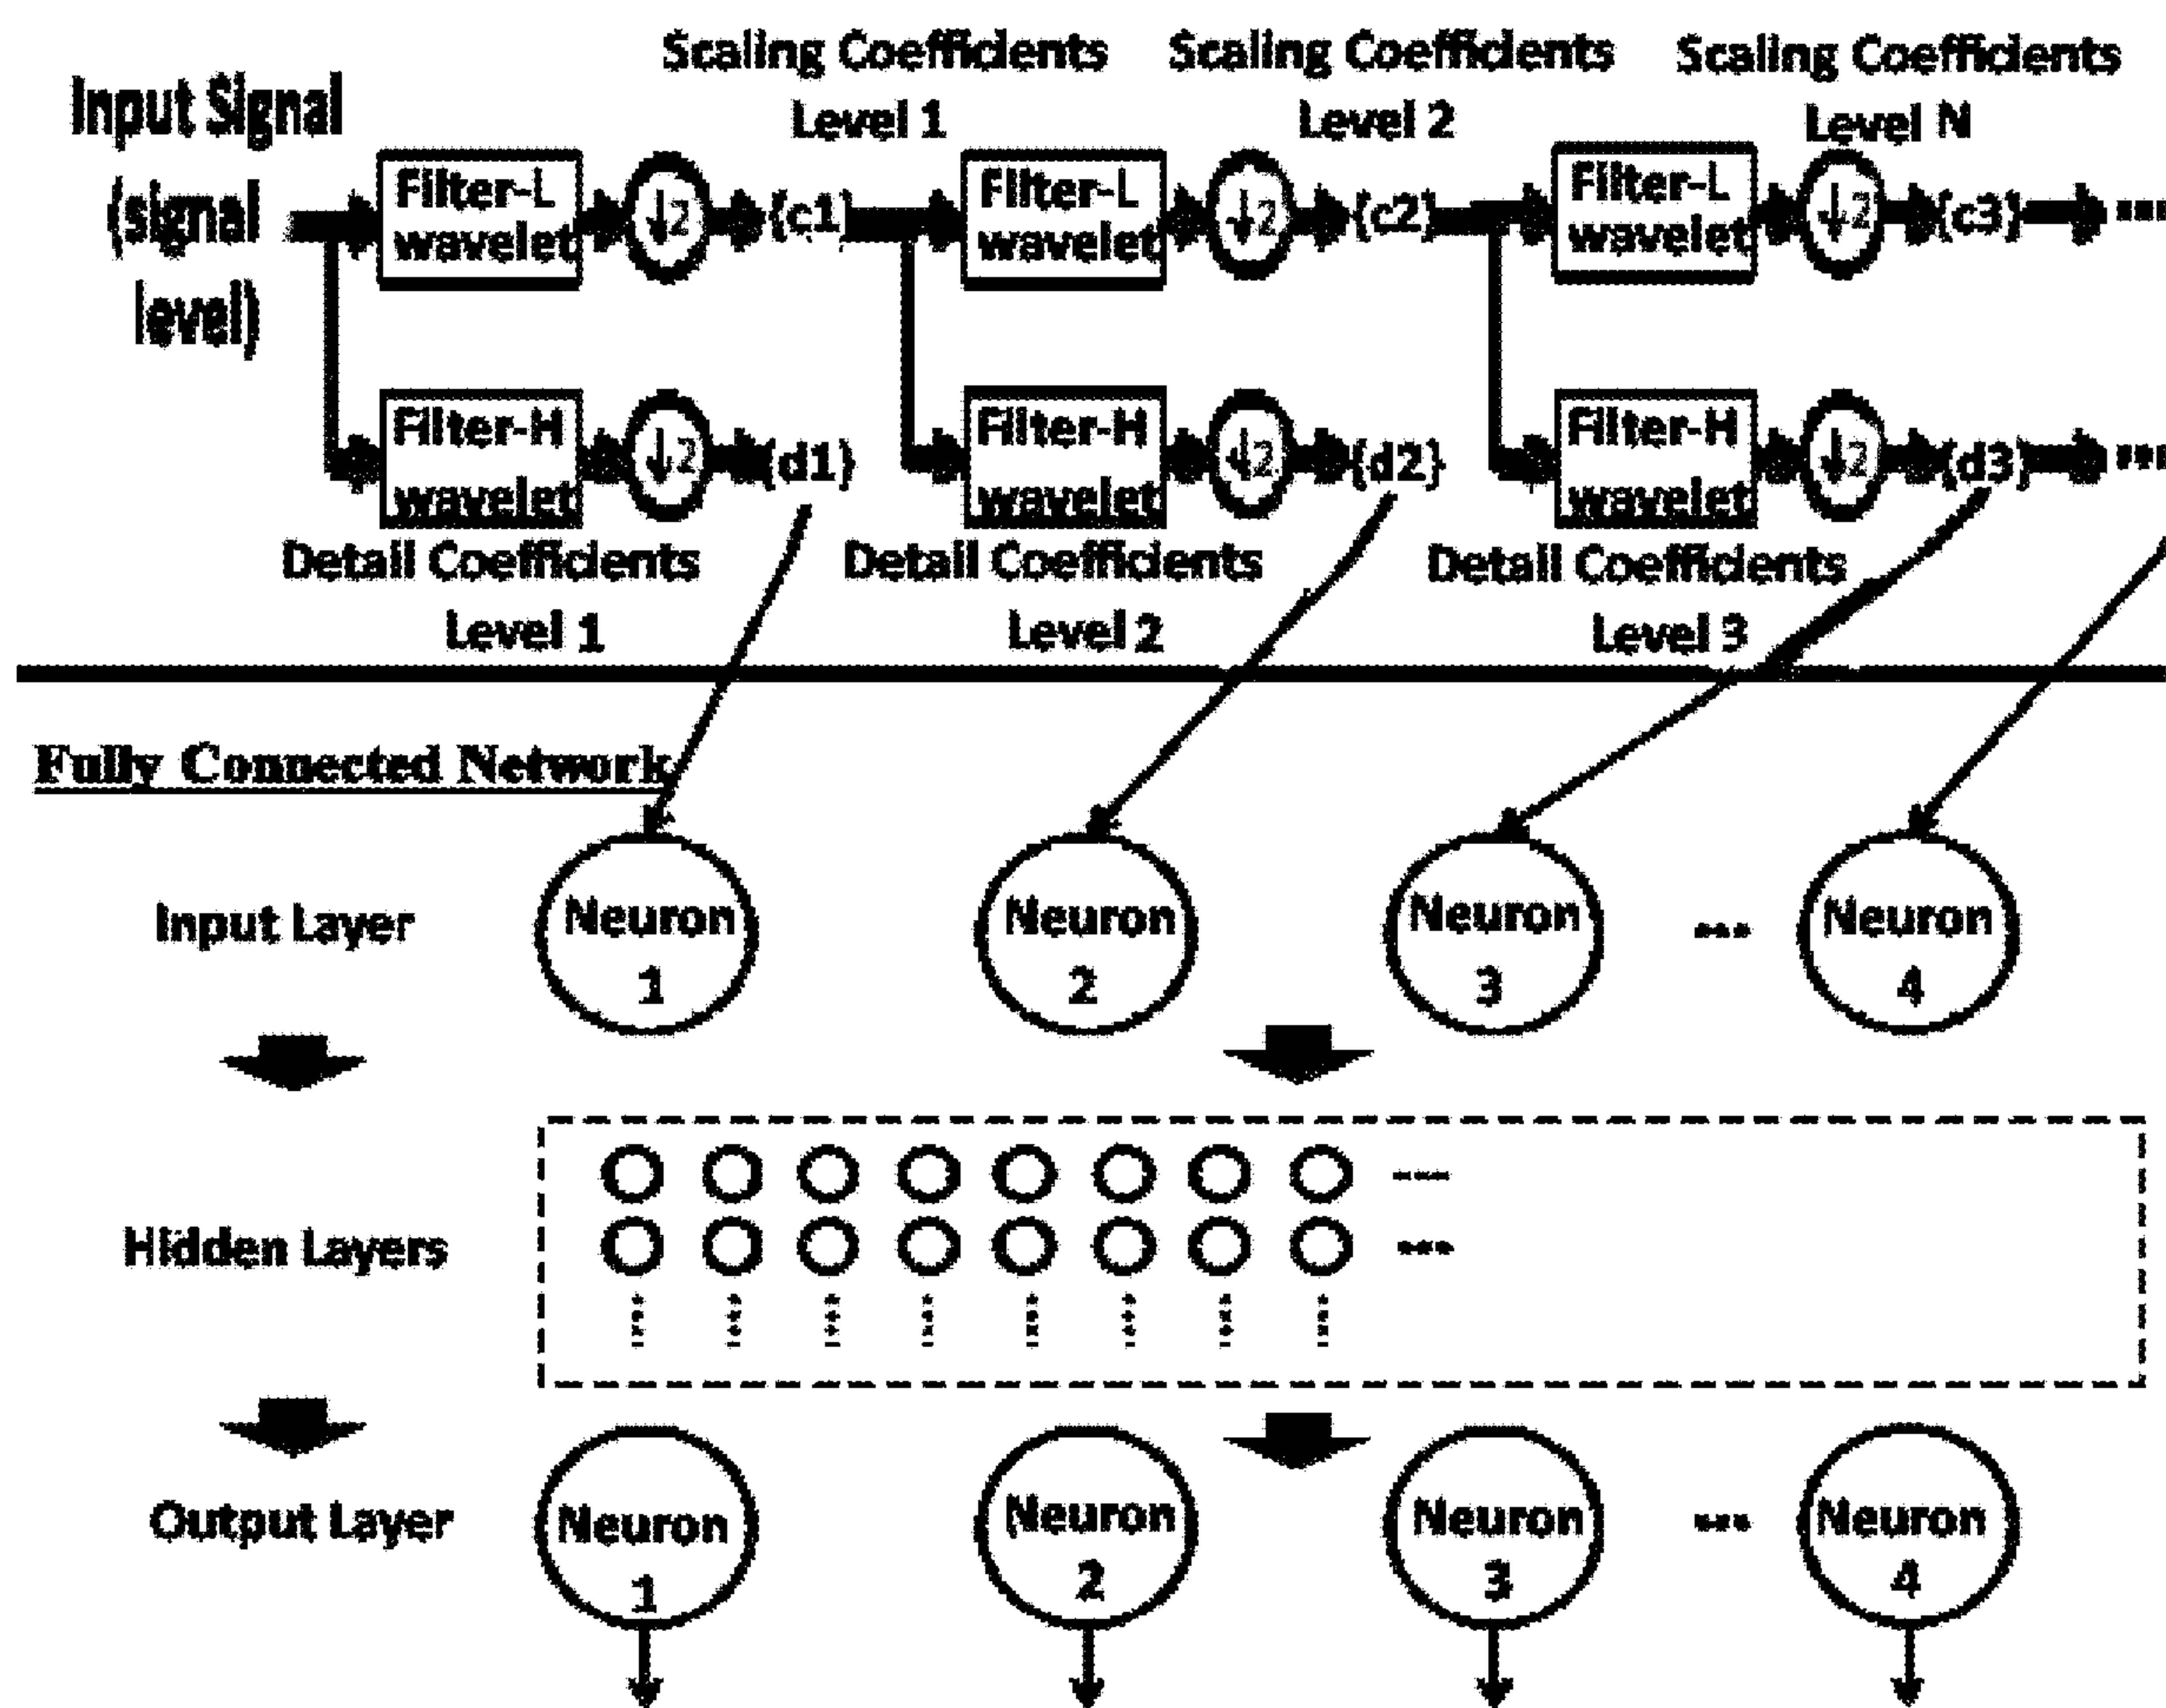 Scaling Coefficients Scaling Coefficients Scaling Coefficients
Level 1 Level 2 Level N
Input Signal
(signal
level)
Filter-L
wavelet
↓2
{c1}
Filter-L
wavelet
↓2
{c2}
Filter-L
wavelet
↓2
{c3}
...
Filter-H
wavelet
↓2
{d1}
Filter-H
wavelet
↓2
{d2}
Filter-H
wavelet
↓2
{d3}
...
Detail Coefficients Detail Coefficients Detail Coefficients
Level 1 Level 2 Level 3
Fully Connected Network
Input Layer
Neuron
1
Neuron
2
Neuron
3
...
Neuron
4
Hidden Layers
Output Layer
Neuron
1
Neuron
2
Neuron
3
...
Neuron
4